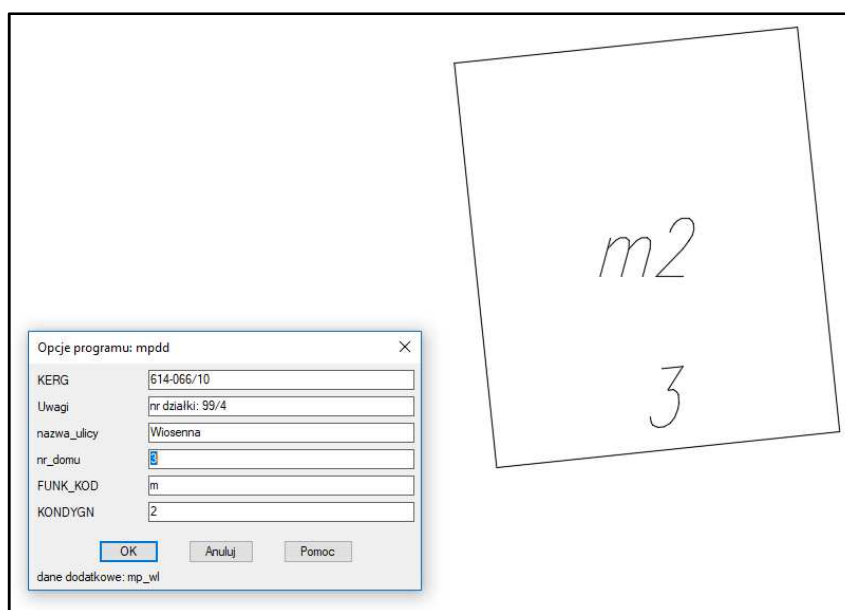 m2
3
Opcje programu: mpdd
KERG 614-066/10
Uwagi nr działki: 99/4
nazwa_ulicy Wiosenna
nr_domu 3
FUNK_KOD m
KONDYGN 2
OK Anuluj Pomoc
dane dodatkowe: mp_wl